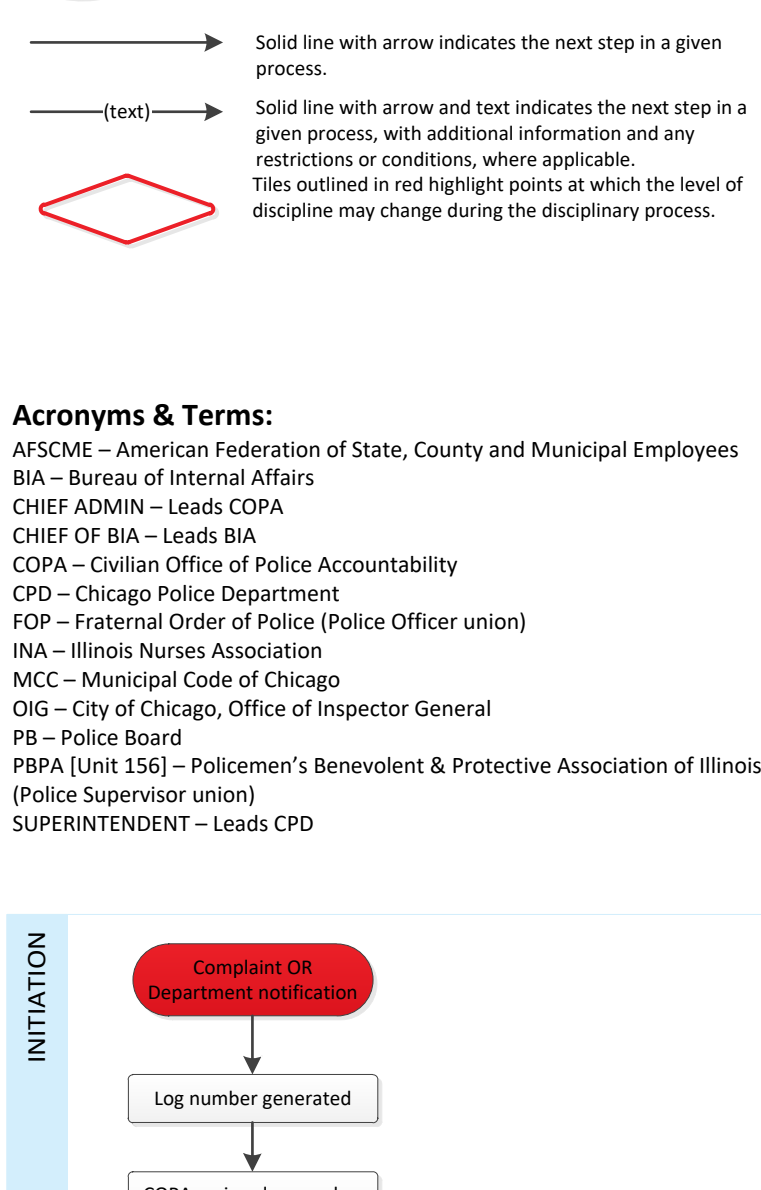 Solid line with arrow indicates the next step in a given
process.
(text)
Solid line with arrow and text indicates the next step in a
given process, with additional information and any
restrictions or conditions, where applicable.
Tiles outlined in red highlight points at which the level of
discipline may change during the disciplinary process.
Acronyms & Terms:
AFSCME – American Federation of State, County and Municipal Employees
BIA – Bureau of Internal Affairs
CHIEF ADMIN – Leads COPA
CHIEF OF BIA – Leads BIA
COPA – Civilian Office of Police Accountability
CPD – Chicago Police Department
FOP – Fraternal Order of Police (Police Officer union)
INA – Illinois Nurses Association
MCC – Municipal Code of Chicago
OIG – City of Chicago, Office of Inspector General
PB – Police Board
PBPA [Unit 156] – Policemen’s Benevolent & Protective Association of Illinois
(Police Supervisor union)
SUPERINTENDENT – Leads CPD
INITIATION
Complaint OR
Department notification
Log number generated